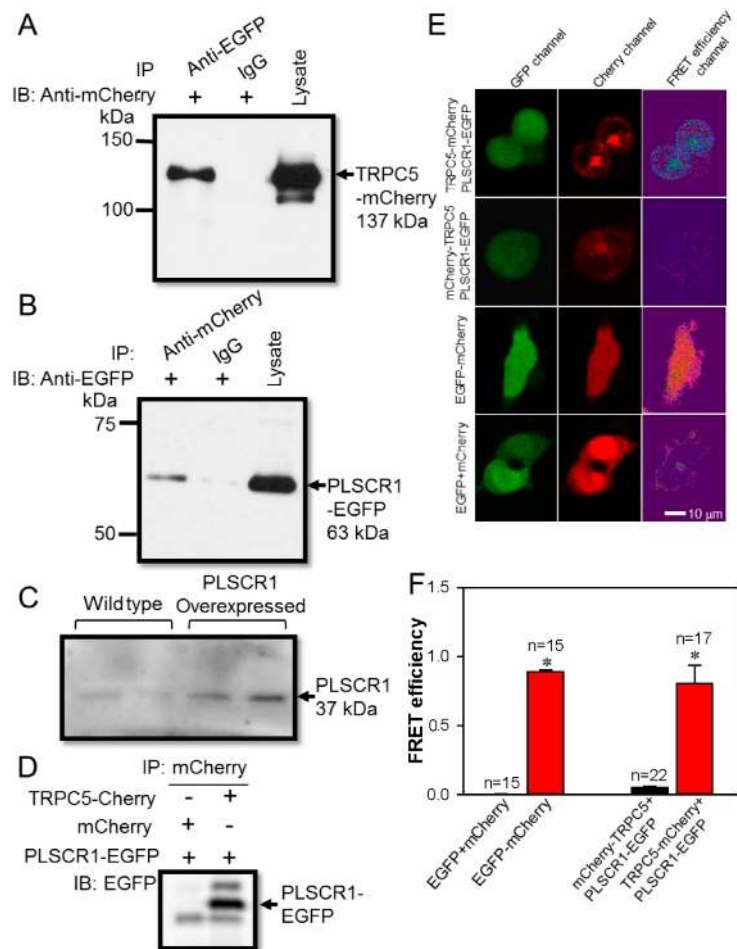 A
Anti-EGFP
IgG
Lysate
IP
IB: Anti-mCherry + +
kDa
150
100
TRPC5
-mCherry
137 kDa
B
Anti-mCherry
IgG
Lysate
IP:
IB: Anti-EGFP + +
kDa
75
50
PLSCR1
-EGFP
63 kDa
C
Wild type
PLSCR1
Overexpressed
PLSCR1
37 kDa
D
IP: mCherry
TRPC5-Cherry - +
mCherry + -
PLSCR1-EGFP + +
IB: EGFP
PLSCR1-
EGFP
E
GFP channel
Cherry channel
FRET efficiency
channel
TRPC5-mCherry
PLSCR1-EGFP
mCherry-TRPC5
PLSCR1-EGFP
EGFP-mCherry
EGFP+mCherry
10 μm
F
FRET efficiency
1.5
1.0
0.5
0.0
n=15
n=15
*
n=22
n=17
*
EGFP+mCherry
EGFP-mCherry
mCherry-TRPC5+
PLSCR1-EGFP
TRPC5-mCherry+
PLSCR1-EGFP